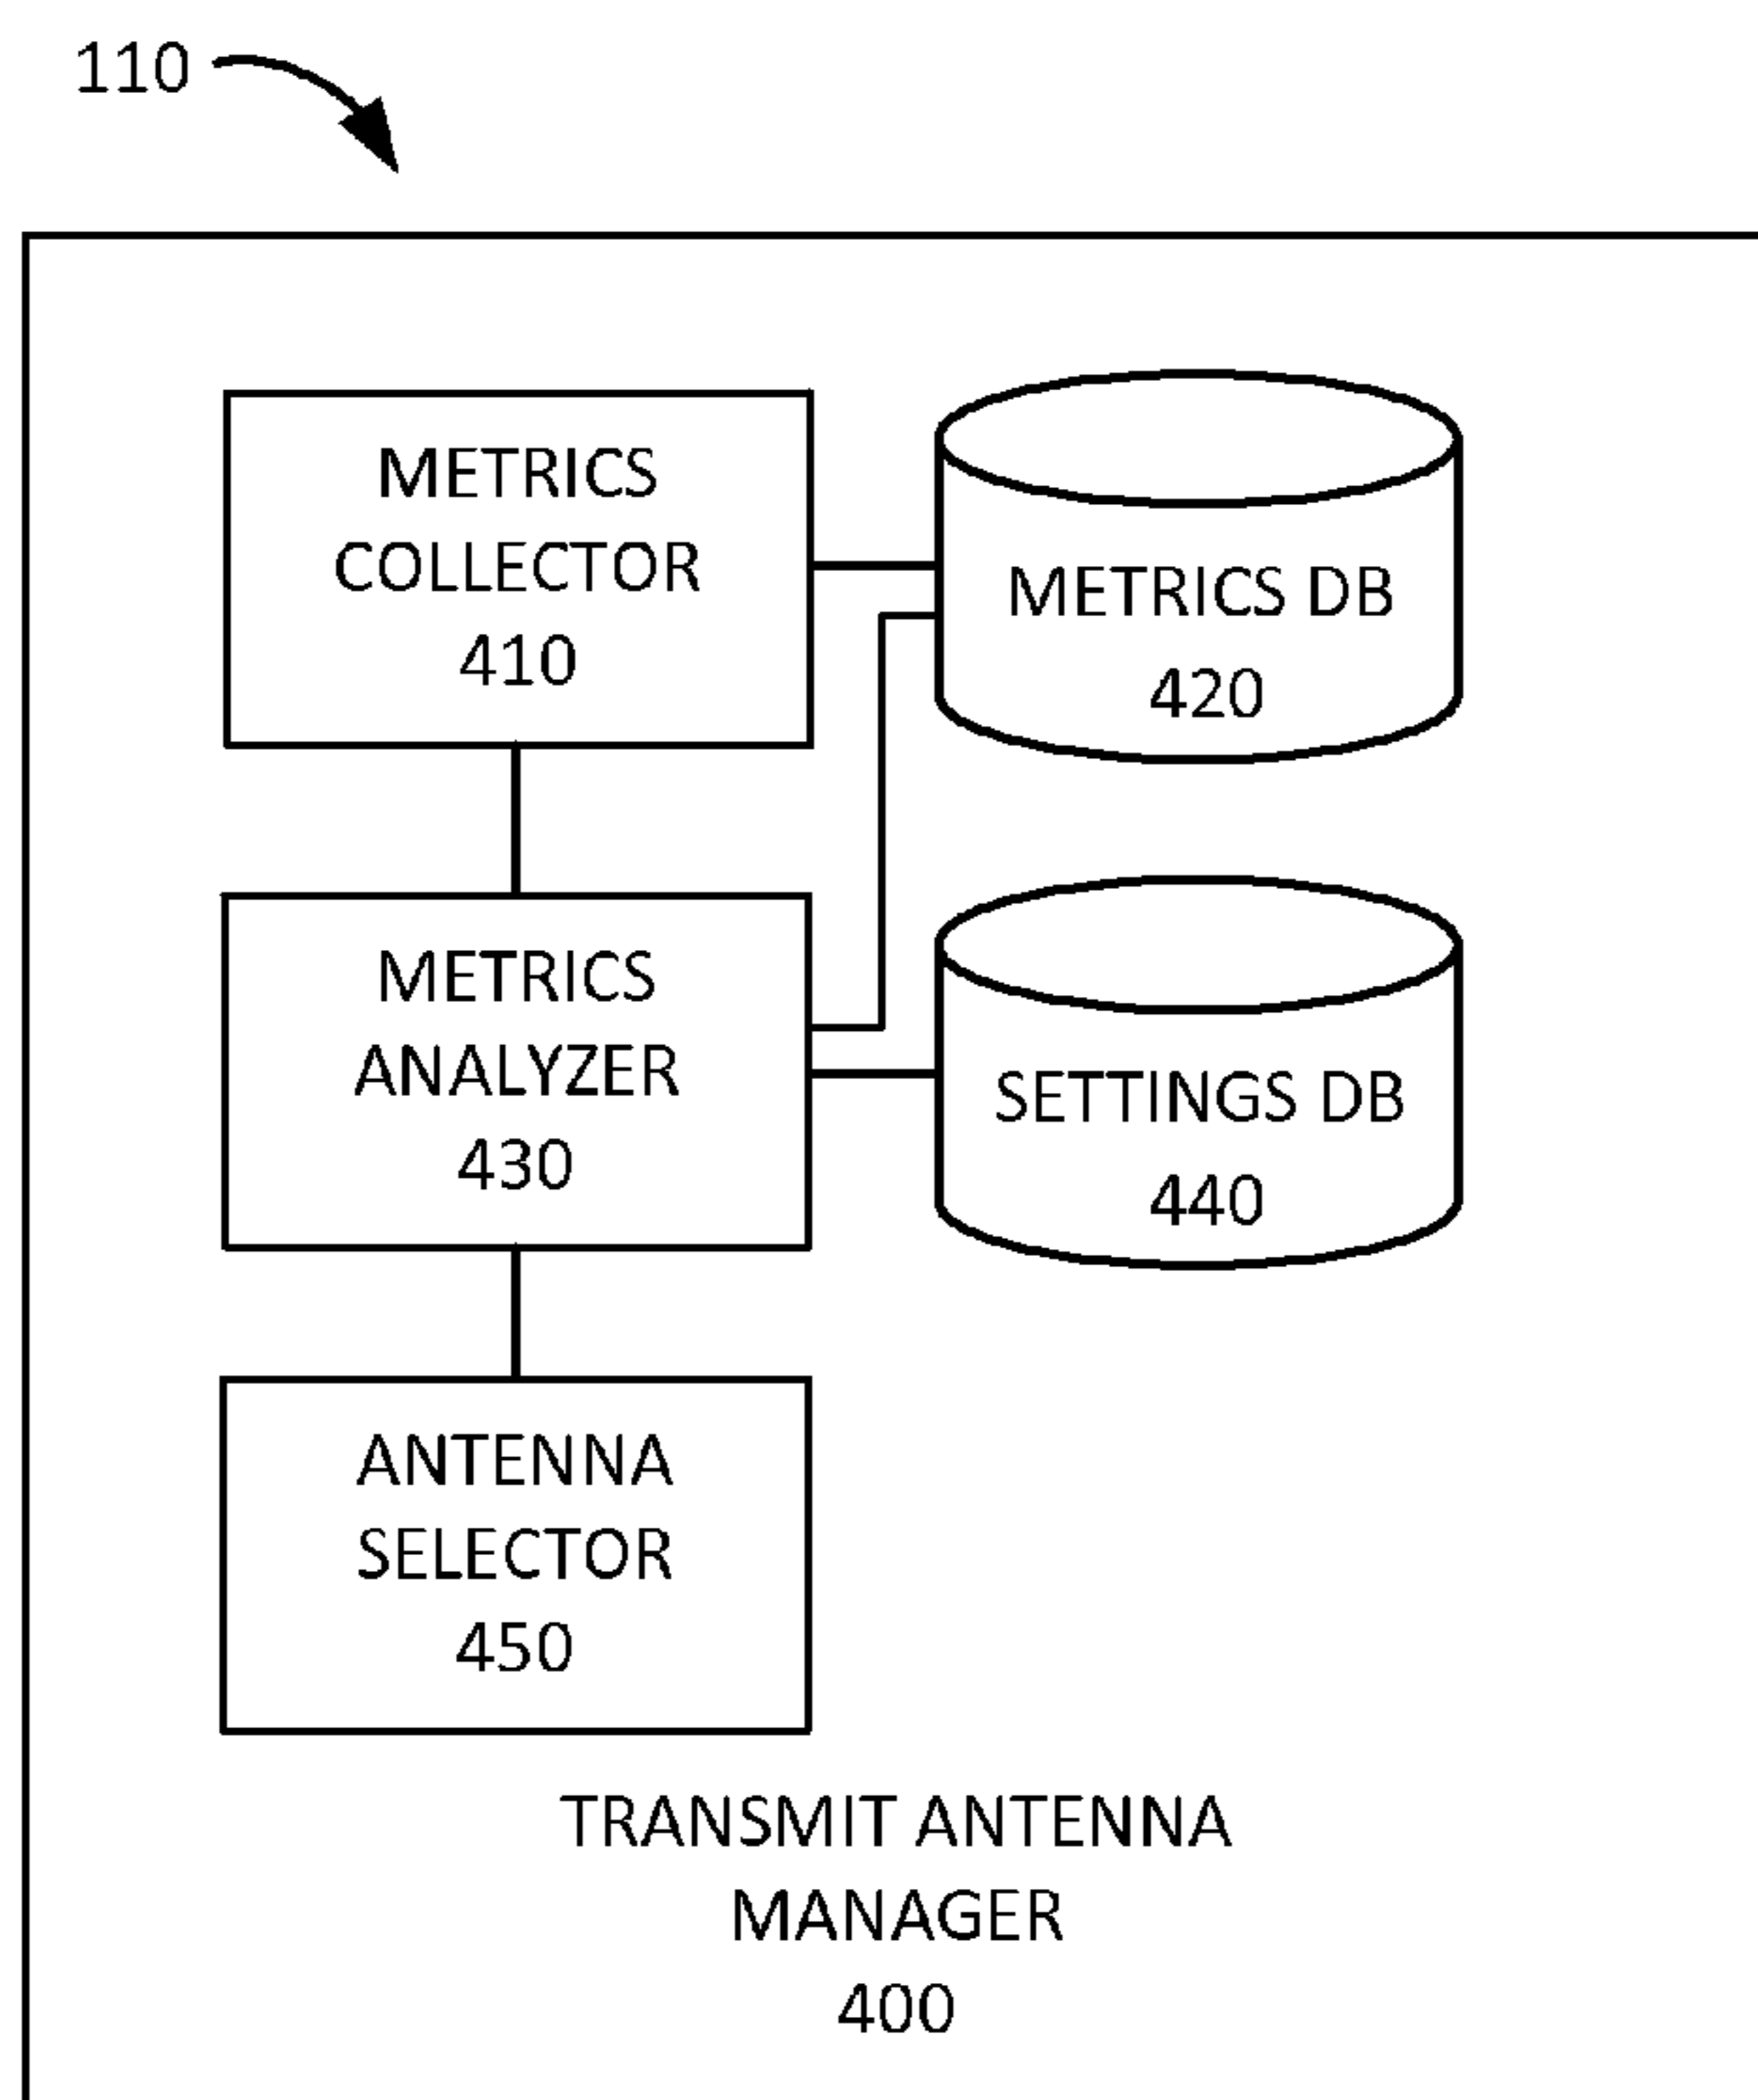 110
METRICS
COLLECTOR
410
METRICS DB
420
METRICS
ANALYZER
430
SETTINGS DB
440
ANTENNA
SELECTOR
450
TRANSMIT ANTENNA
MANAGER
400